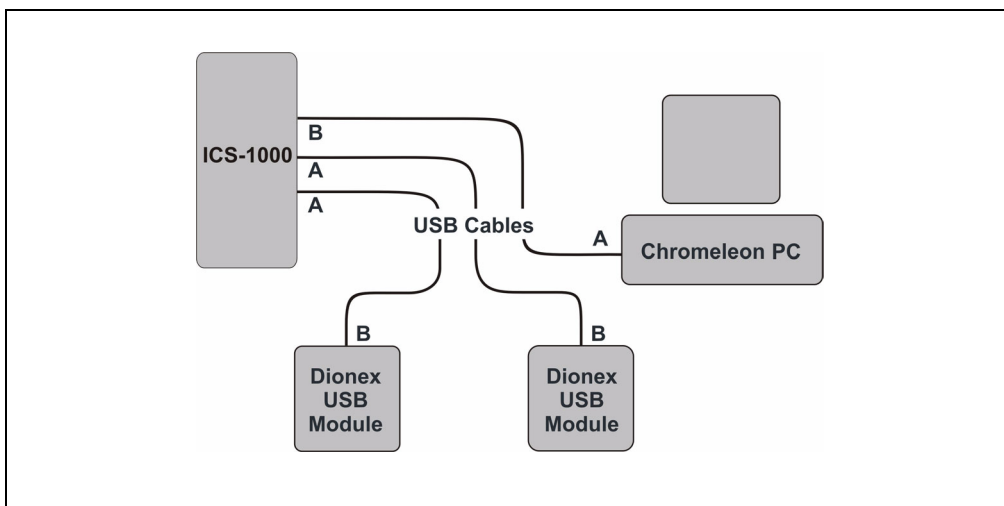 B
ICS-1000
A
A
USB Cables
A
Chromeleon PC
B
B
Dionex
USB
Module
Dionex
USB
Module